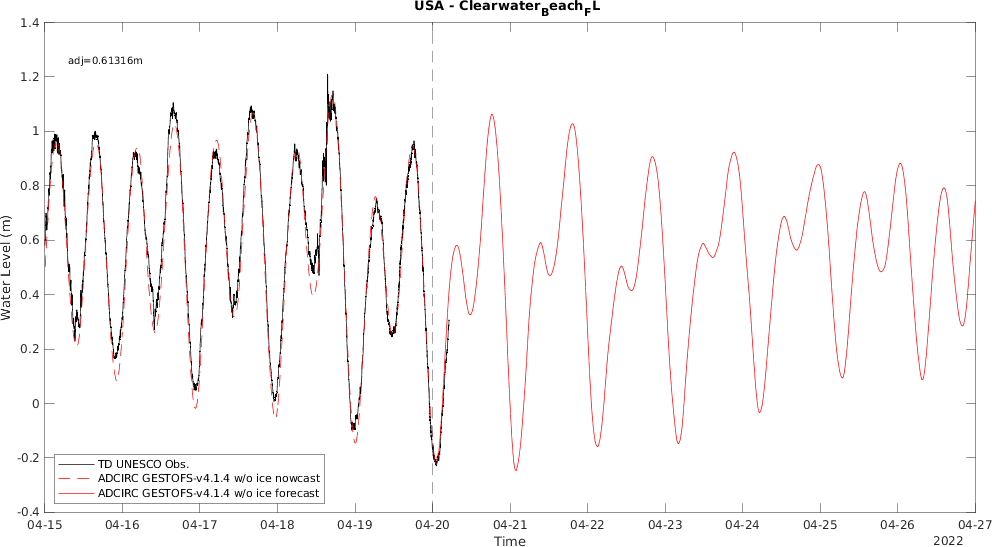 USA - Clearwater_Beach_FL
adj=0.61316m
1.4
1.2
1
0.8
0.6
0.4
0.2
0
-0.2
-0.4
Water Level (m)
TD UNESCO Obs.
ADCIRC GESTOFS-v4.1.4 w/o ice nowcast
ADCIRC GESTOFS-v4.1.4 w/o ice forecast
04-15 04-16 04-17 04-18 04-19 04-20 04-21 04-22 04-23 04-24 04-25 04-26 04-27
Time
2022